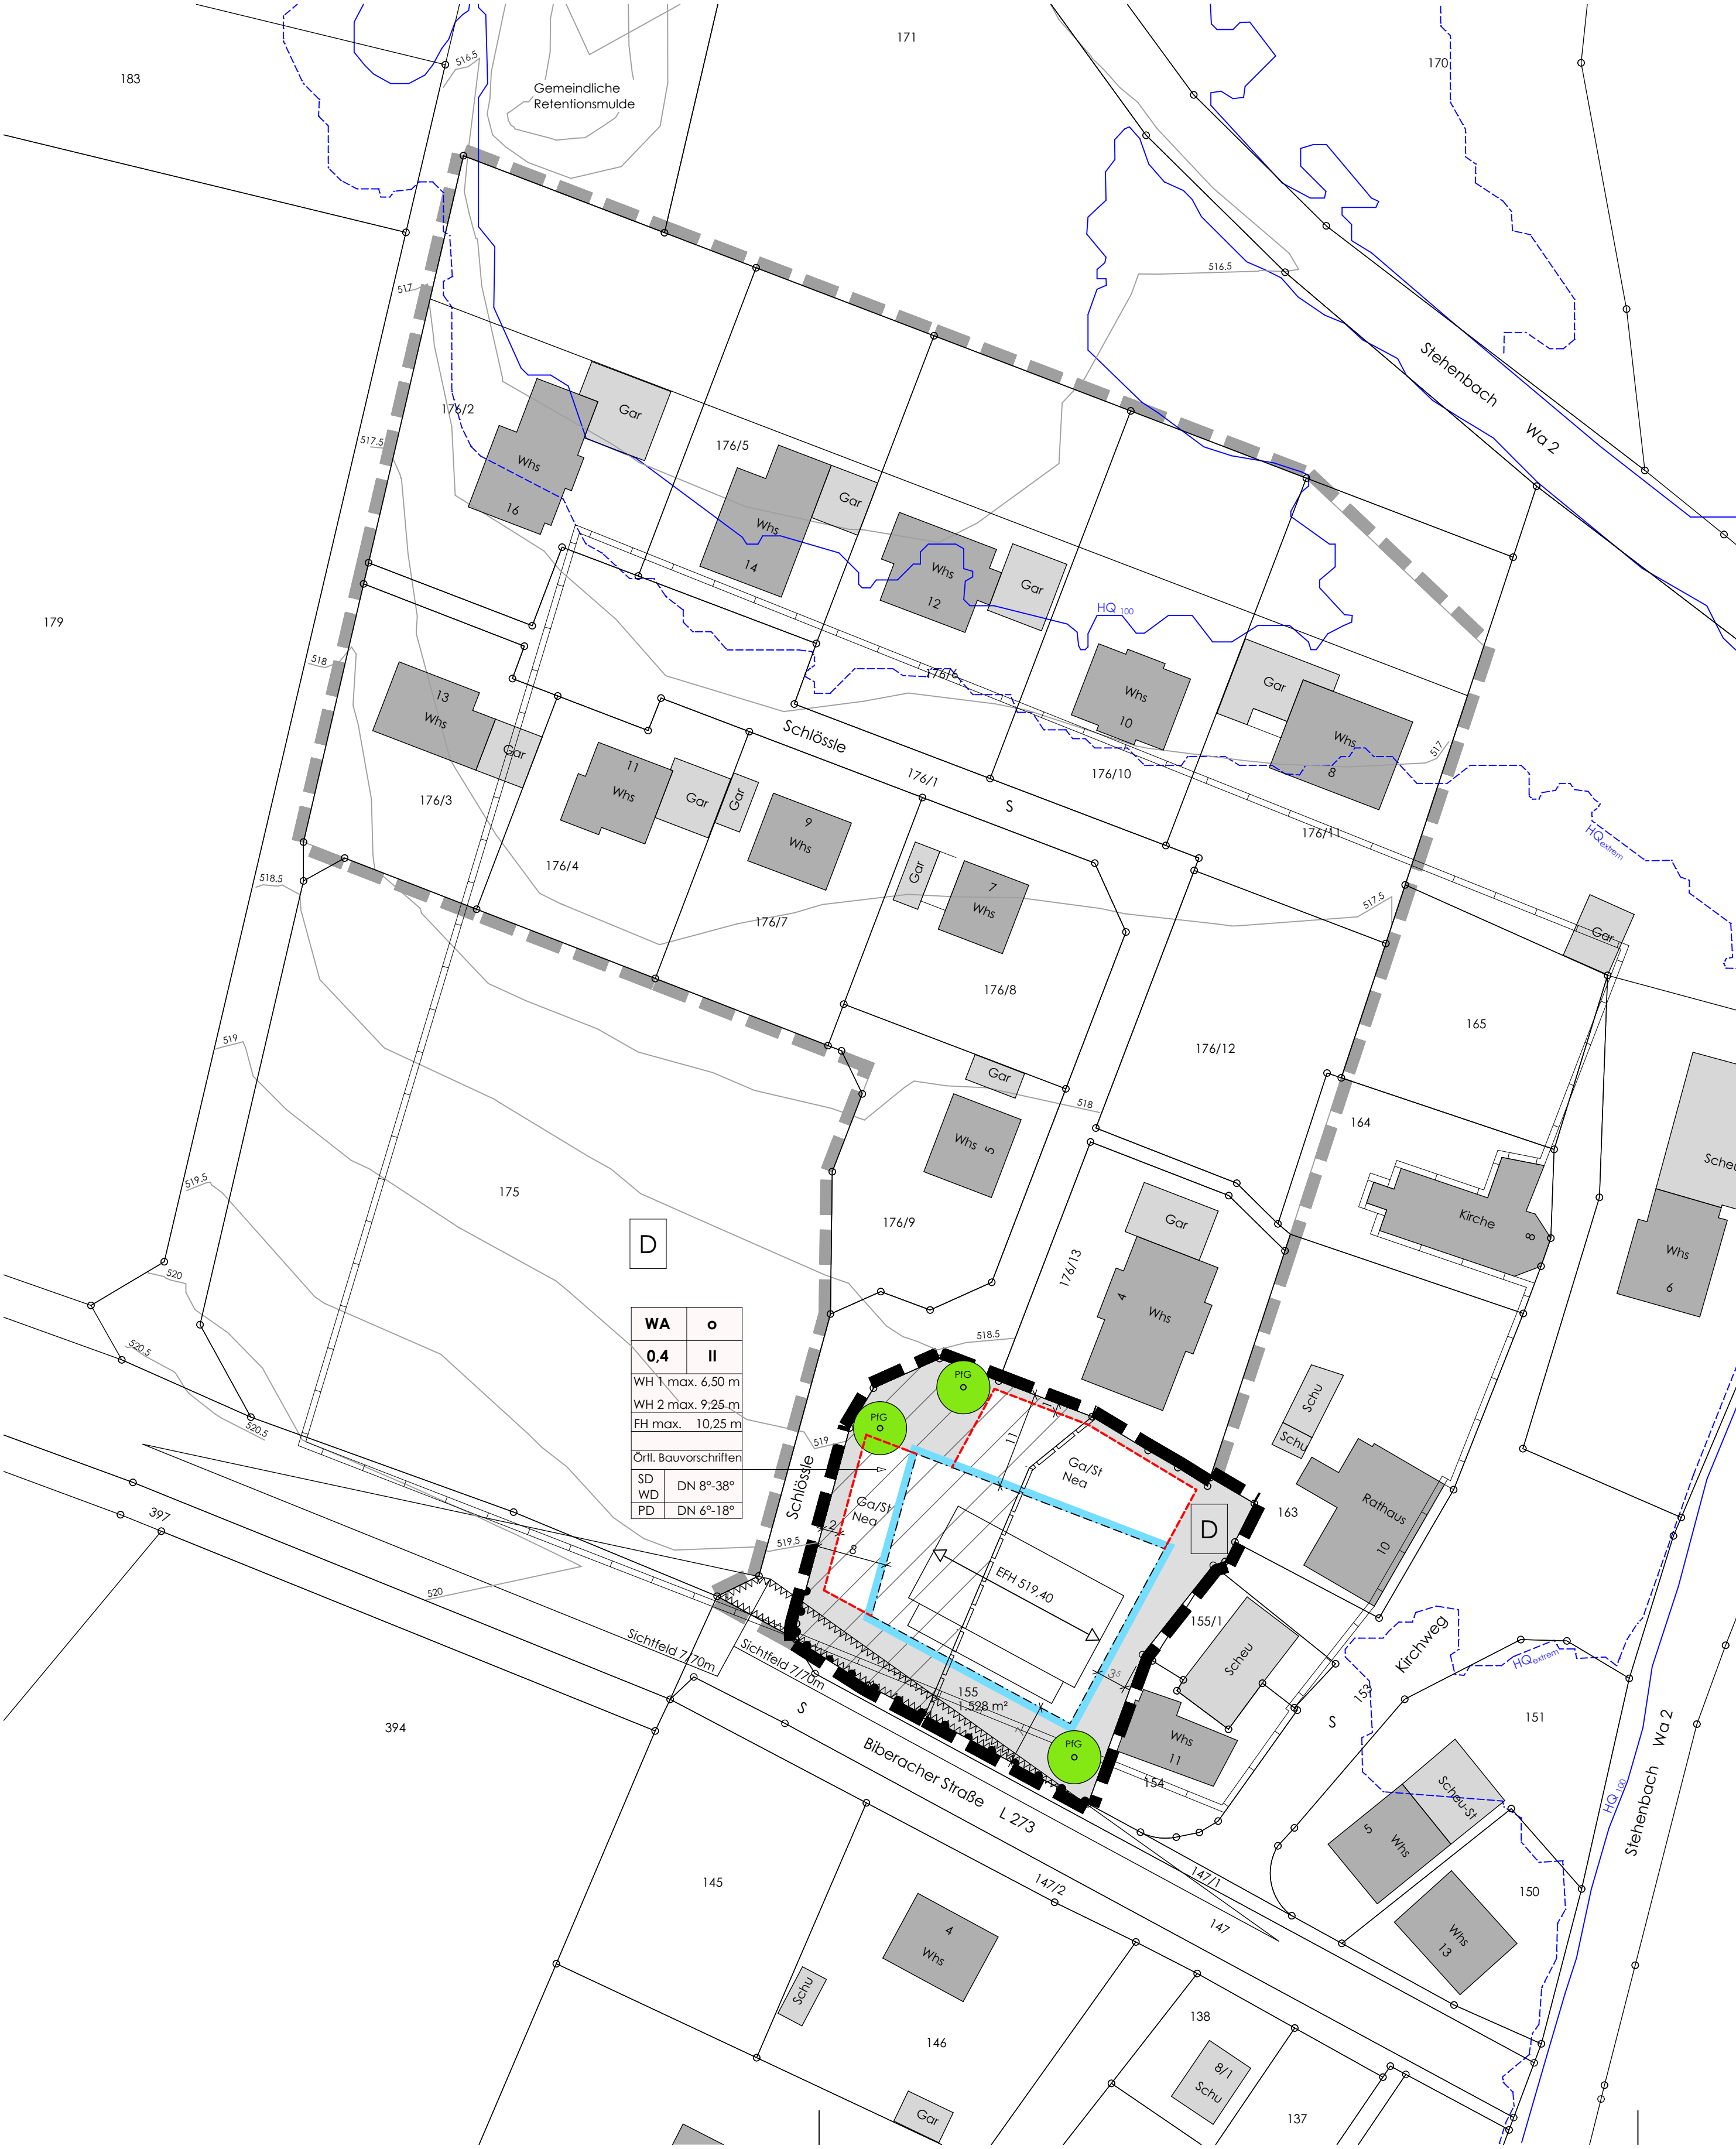 183
516.5
Gemeindliche
Retentionsmulde
171
170
517
516.5
Stehenbach
Wa 2
176/2
Gar
517.5
Whs
16
176/5
Gar
Whs
14
Whs
12
Gar
HQ 100
179
518
176/6
13
Whs
Gar
Schlössle
Whs
10
Gar
Whs
8
517
176/3
11
Whs
Gar
Gar
9
Whs
176/1
S
176/10
176/11
HQextrem
176/4
518.5
Gar
7
Whs
517.5
Gar
176/7
176/8
165
519
Gar
518
176/12
164
Whs 5
519.5
175
176/9
Gar
Kirche
8
Whs
6
D
520
176/13
4
Whs
WA o
0,4 II
WH 1 max. 6,50 m
WH 2 max. 9,25 m
FH max. 10,25 m
Örtl. Bauvorschriften
SD
WD
DN 8°-38°
PD DN 6°-18°
518.5
520.5
520.5
PfG
PfG
519
1
11
Ga/St
Nea
Schu
Schu
Schlössle
Ga/St
Nea
2
8
519.5
D
163
Rathaus
10
397
520
EFH 519,40
155/1
Scheu
Kirchweg
HQextrem
Sichtfeld 7/70m
Sichtfeld 7/70m
3⁵
155
1.528 m²
7
153
S
151
394
S
PfG
Whs
11
154
Biberacher Straße L 273
Scheu-St
5
Whs
HQ 100
Stehenbach Wa 2
145
147/2
147/1
147
150
Whs
13
4
Whs
Schu
146
138
8/1
Schu
Gar
137